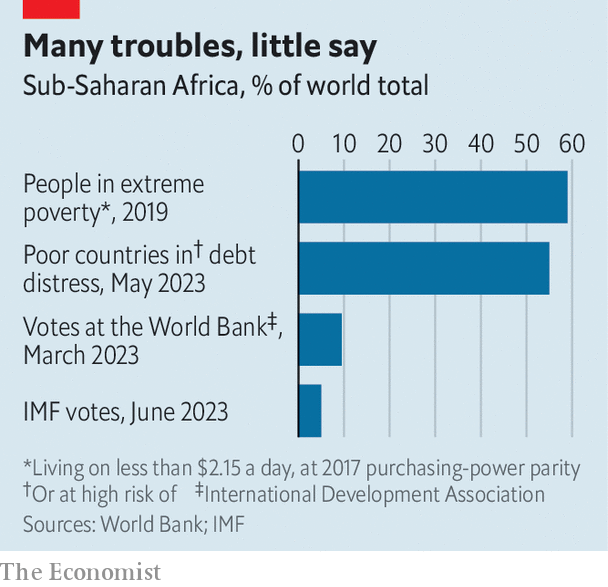 Many troubles, little say
Sub-Saharan Africa, % of world total
0 10 20 30 40 50 60
People in extreme
poverty*, 2019
Poor countries in† debt
distress, May 2023
Votes at the World Bank‡,
March 2023
IMF votes, June 2023
*Living on less than $2.15 a day, at 2017 purchasing-power parity
†Or at high risk of ‡International Development Association
Sources: World Bank; IMF
The Economist